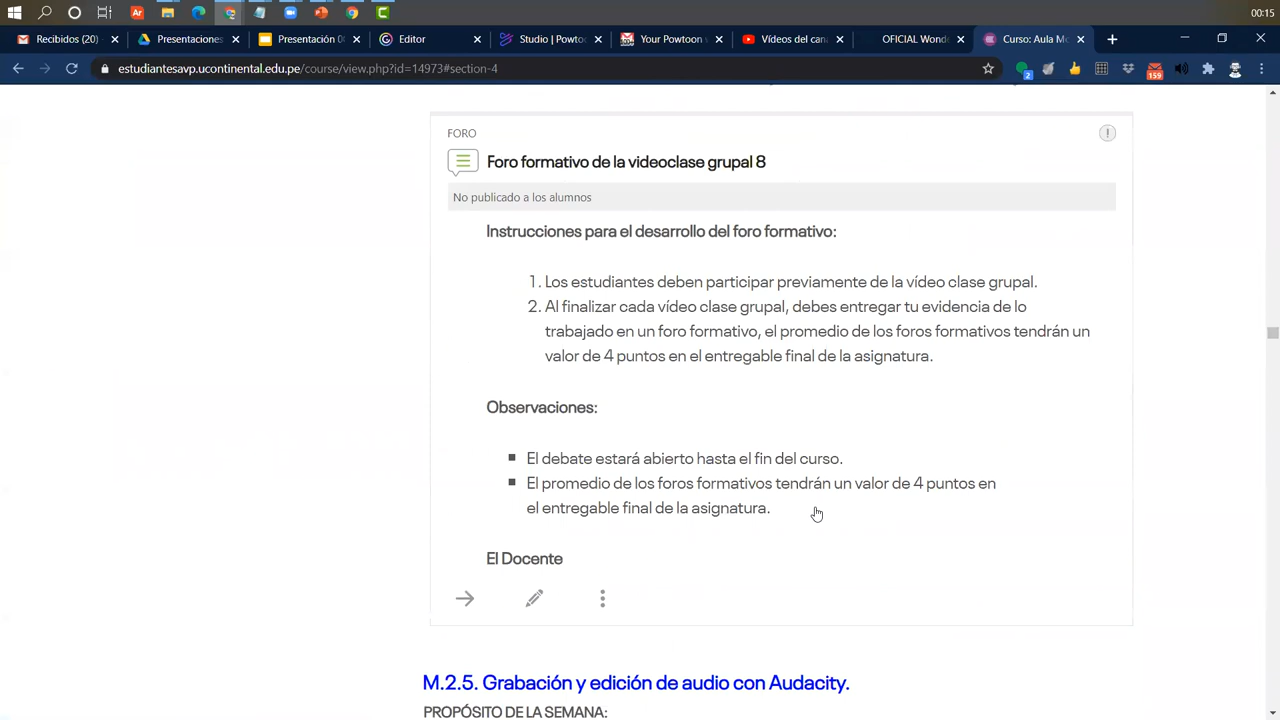 00:15
Recibidos (20)
Presentaciones
Presentación 0
Editor
Studio | Powtoo
Your Powtoon v
Vídeos del cana
OFICIAL Wond
Curso: Aula Mo
estudiantesavp.ucontinental.edu.pe/course/view.php?id=14973#section-4
2
159
FORO
Foro formativo de la videoclase grupal 8
No publicado a los alumnos
Instrucciones para el desarrollo del foro formativo:
1. Los estudiantes deben participar previamente de la vídeo clase grupal.
2. Al finalizar cada vídeo clase grupal, debes entregar tu evidencia de lo
trabajado en un foro formativo, el promedio de los foros formativos tendrán un
valor de 4 puntos en el entregable final de la asignatura.
Observaciones:
El debate estará abierto hasta el fin del curso.
El promedio de los foros formativos tendrán un valor de 4 puntos en
el entregable final de la asignatura.
El Docente
M.2.5. Grabación y edición de audio con Audacity.
PROPÓSITO DE LA SEMANA: